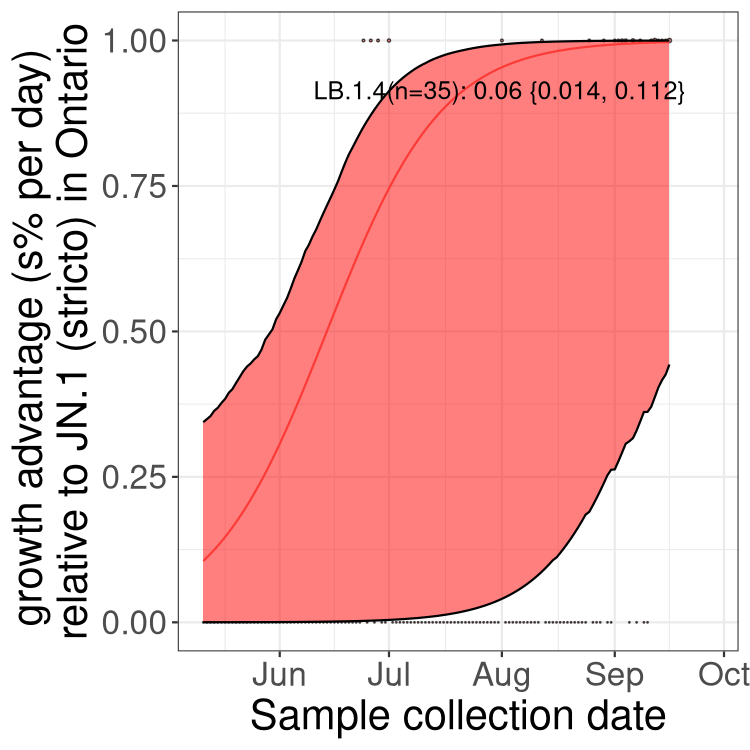 growth advantage (s% per day)
relative to JN.1 (stricto) in Ontario
1.00
0.75
0.50
0.25
0.00
LB.1.4(n=35): 0.06 {0.014, 0.112}
Jun Jul Aug Sep Oct
Sample collection date